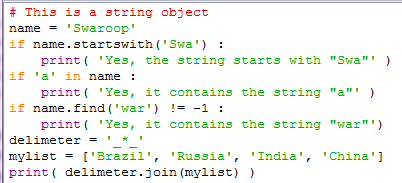 # This is a string object
name = 'Swaroop'
if name.startswith('Swa') :
    print( 'Yes, the string starts with "Swa"' )
if 'a' in name :
    print( 'Yes, it contains the string "a"' )
if name.find('war') != -1 :
    print( 'Yes, it contains the string "war"')
delimeter = '_*_'
mylist = ['Brazil', 'Russia', 'India', 'China']
print( delimeter.join(mylist) )